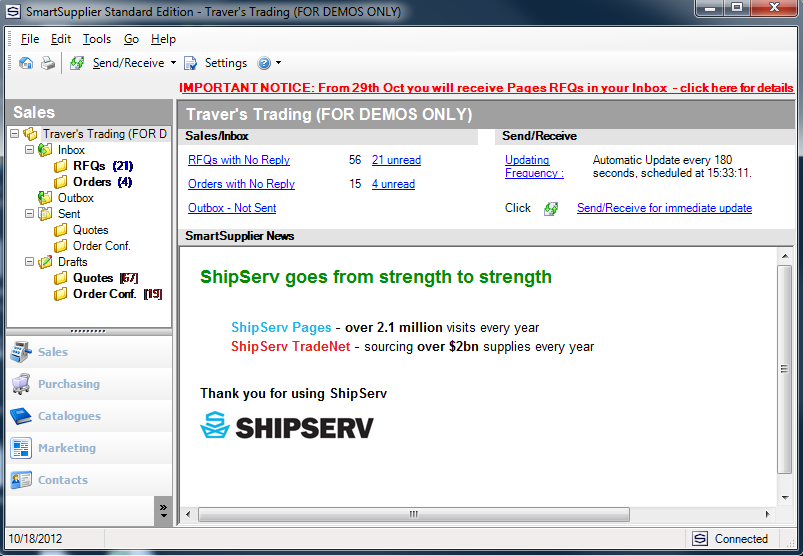 SmartSupplier Standard Edition - Traver's Trading (FOR DEMOS ONLY)
File Edit Tools Go Help
Send/Receive Settings
IMPORTANT NOTICE: From 29th Oct you will receive Pages RFQs in your Inbox - click here for details
Sales
Traver's Trading (FOR D
Inbox
RFQs (21)
Orders (4)
Outbox
Sent
Quotes
Order Conf.
Drafts
Quotes [67]
Order Conf. [19]
Sales
Purchasing
Catalogues
Marketing
Contacts
Traver's Trading (FOR DEMOS ONLY)
Sales/Inbox
RFQs with No Reply 56 21 unread
Orders with No Reply 15 4 unread
Outbox - Not Sent
Send/Receive
Updating Automatic Update every 180
Frequency : seconds, scheduled at 15:33:11.
Click Send/Receive for immediate update
SmartSupplier News
ShipServ goes from strength to strength
ShipServ Pages - over 2.1 million visits every year
ShipServ TradeNet - sourcing over $2bn supplies every year
Thank you for using ShipServ
SHIPSERV
10/18/2012
Connected